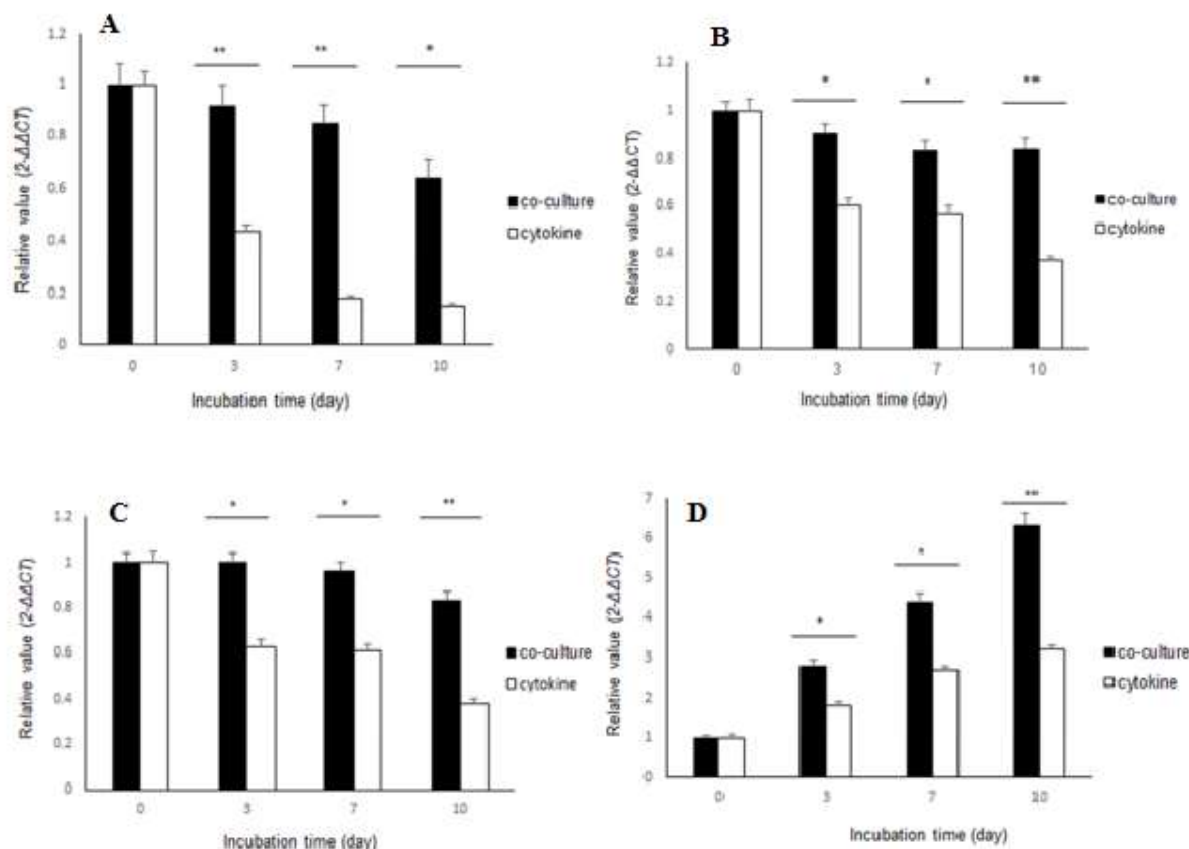 A
1.2
1
0.8
0.6
0.4
0.2
0
** ** *
0 3 7 10
Relative value (2-ΔΔCT)
Incubation time (day)
co-culture
cytokine
B
1.2
1
0.8
0.6
0.4
0.2
0
* * **
0 3 7 10
Relative value (2-ΔΔCT)
Incubation time (day)
co-culture
cytokine
C
1.2
1
0.8
0.6
0.4
0.2
0
* * **
0 3 7 10
Relative value (2-ΔΔCT)
Incubation time (day)
co-culture
cytokine
D
7
6
5
4
3
2
1
0
* * **
0 3 7 10
Relative value (2-ΔΔCT)
Incubation time (day)
co-culture
cytokine